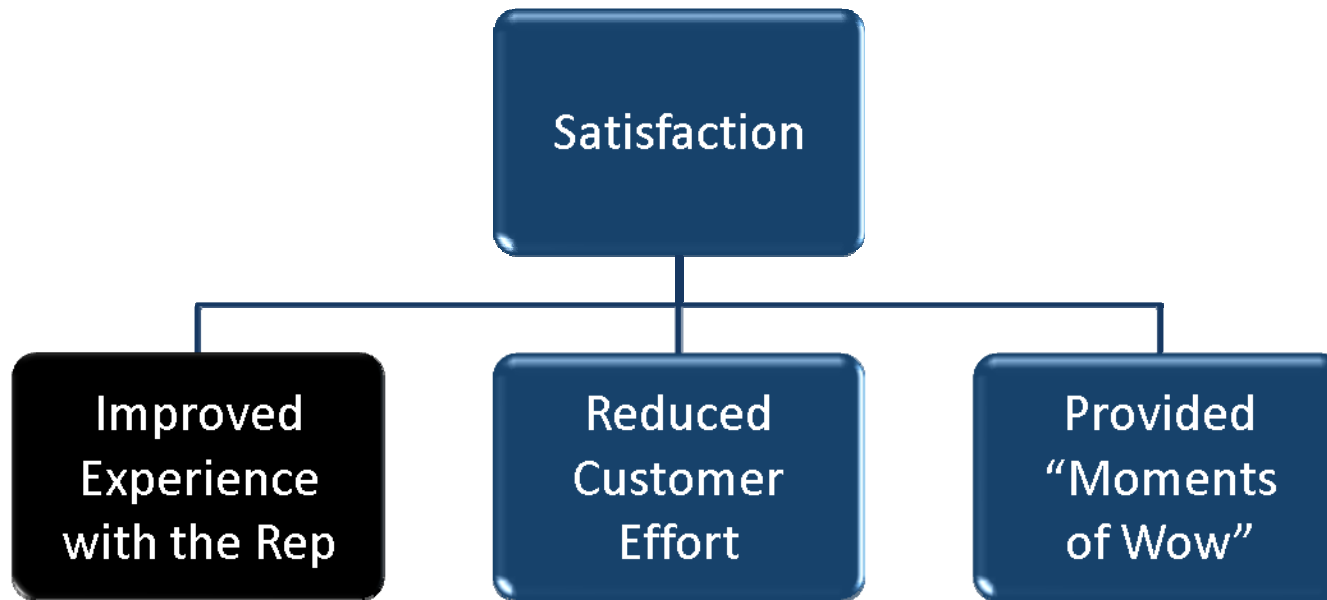 Satisfaction
Improved
Experience
with the Rep
Reduced
Customer
Effort
Provided
“Moments
of Wow”